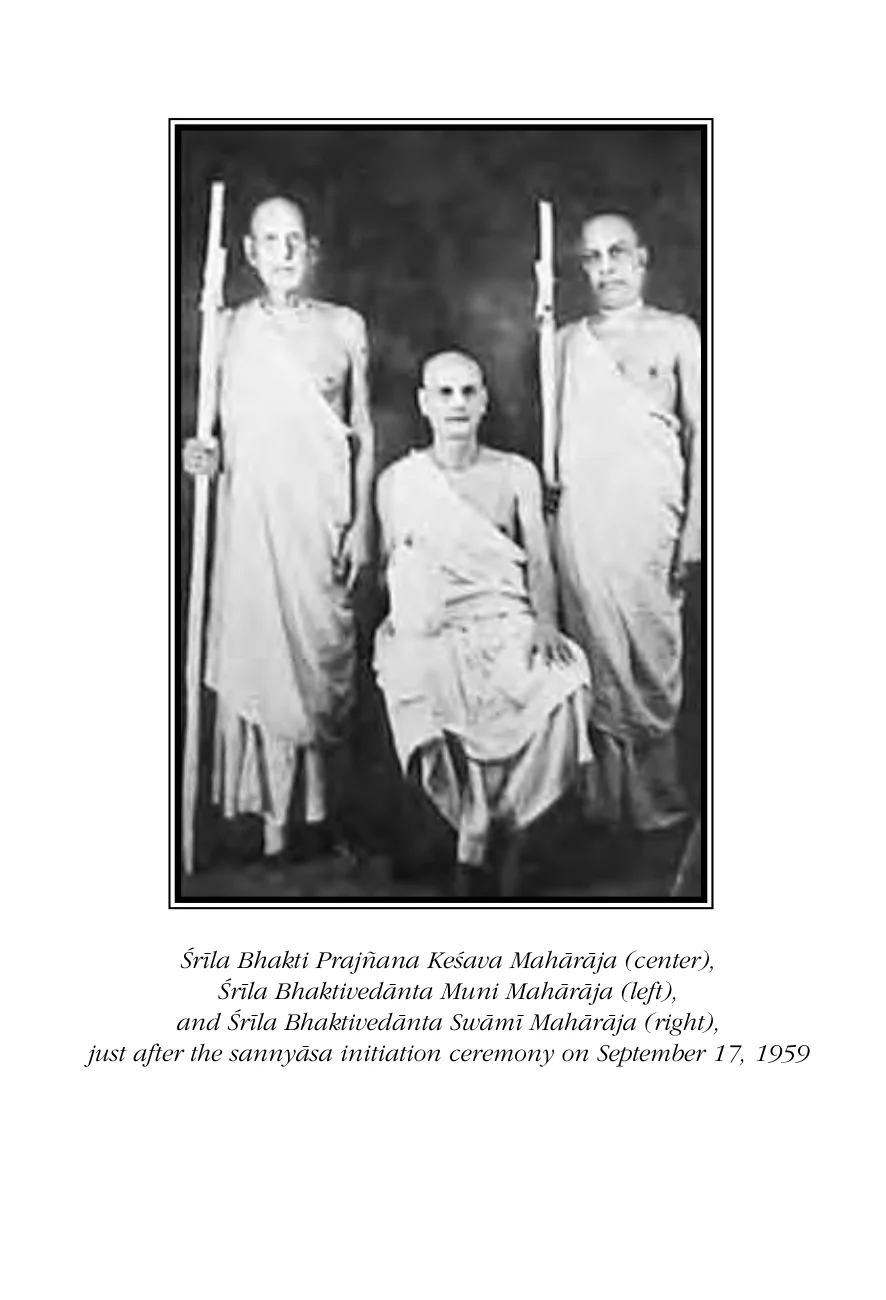 Śrīla Bhakti Prajñana Keśava Mahārāja (center),
Śrīla Bhaktivedānta Muni Mahārāja (left),
and Śrīla Bhaktivedānta Swāmī Mahārāja (right),
just after the sannyāsa initiation ceremony on September 17, 1959